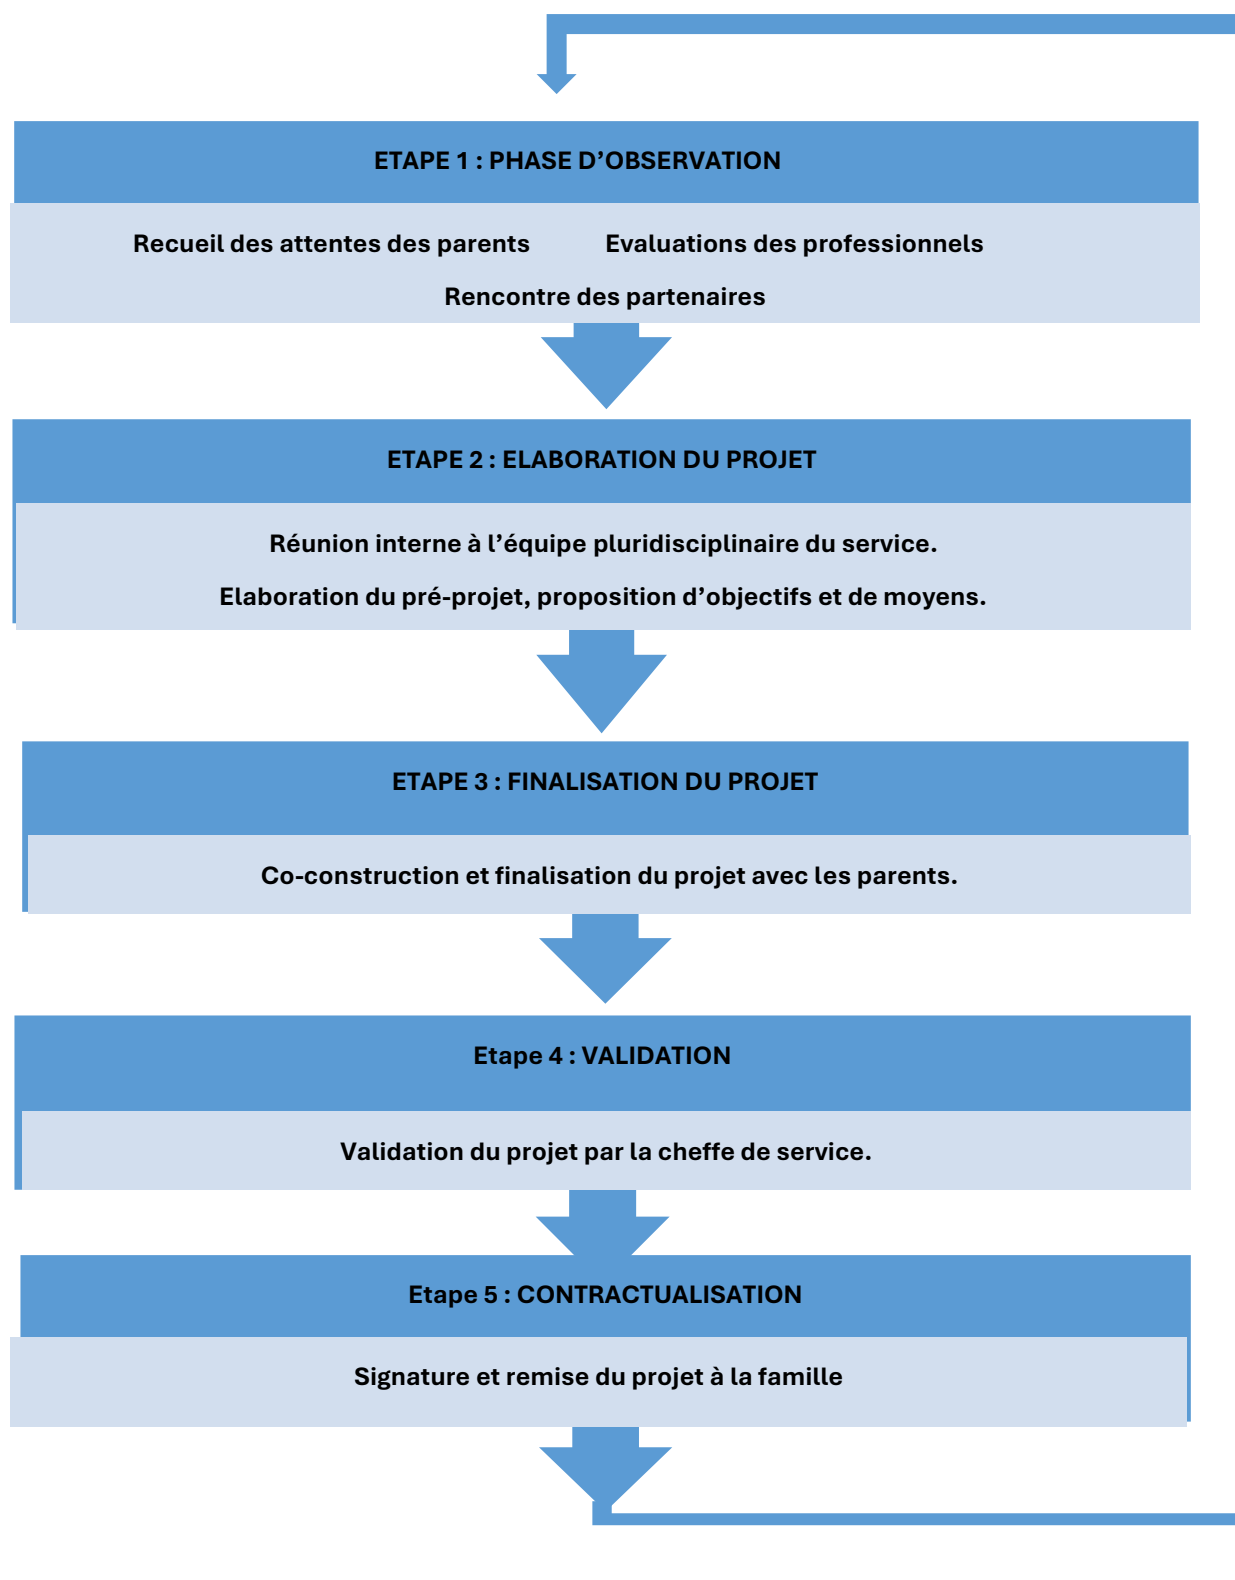 ETAPE 1 : PHASE D’OBSERVATION
Recueil des attentes des parents Evaluations des professionnels
Rencontre des partenaires
ETAPE 2 : ELABORATION DU PROJET
Réunion interne à l’équipe pluridisciplinaire du service.
Elaboration du pré-projet, proposition d’objectifs et de moyens.
ETAPE 3 : FINALISATION DU PROJET
Co-construction et finalisation du projet avec les parents.
Etape 4 : VALIDATION
Validation du projet par la cheffe de service.
Etape 5 : CONTRACTUALISATION
Signature et remise du projet à la famille